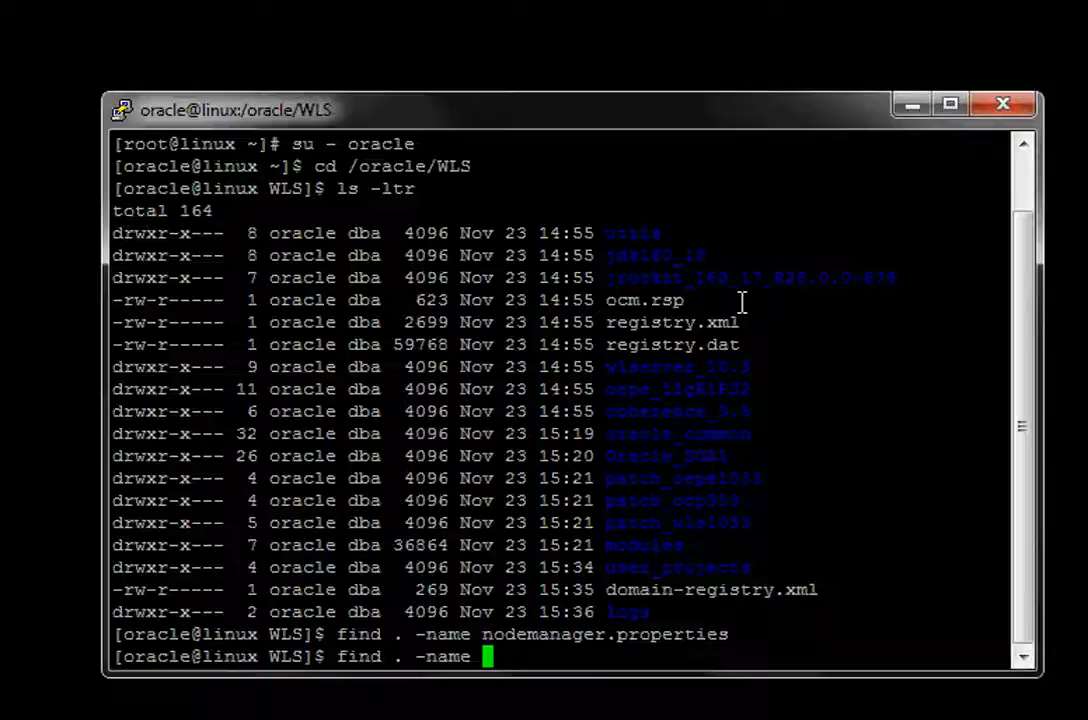 oracle@linux:/oracle/WLS
[root@linux ~]# su - oracle
[oracle@linux ~]$ cd /oracle/WLS
[oracle@linux WLS]$ ls -ltr
total 164
drwxr-x--- 8 oracle dba 4096 Nov 23 14:55 utils
drwxr-x--- 8 oracle dba 4096 Nov 23 14:55 jdk160_18
drwxr-x--- 7 oracle dba 4096 Nov 23 14:55
-rw-r----- 1 oracle dba 623 Nov 23 14:55 ocm.rsp
-rw-r----- 1 oracle dba 2699 Nov 23 14:55 registry.xml
-rw-r----- 1 oracle dba 59768 Nov 23 14:55 registry.dat
drwxr-x--- 9 oracle dba 4096 Nov 23 14:55 wlserver_10.3
drwxr-x--- 11 oracle dba 4096 Nov 23 14:55 oepe_11gR1PS2
drwxr-x--- 6 oracle dba 4096 Nov 23 14:55 coherence_3.5
drwxr-x--- 32 oracle dba 4096 Nov 23 15:19 oracle_common
drwxr-x--- 26 oracle dba 4096 Nov 23 15:20 Oracle_SOA1
drwxr-x--- 4 oracle dba 4096 Nov 23 15:21 patch_oepe1033
drwxr-x--- 4 oracle dba 4096 Nov 23 15:21
drwxr-x--- 5 oracle dba 4096 Nov 23 15:21 patch_wls1033
drwxr-x--- 7 oracle dba 36864 Nov 23 15:21 modules
drwxr-x--- 4 oracle dba 4096 Nov 23 15:34 user_projects
-rw-r----- 1 oracle dba 269 Nov 23 15:35 domain-registry.xml
drwxr-x--- 2 oracle dba 4096 Nov 23 15:36 logs
[oracle@linux WLS]$ find . -name nodemanager.properties
[oracle@linux WLS]$ find . -name